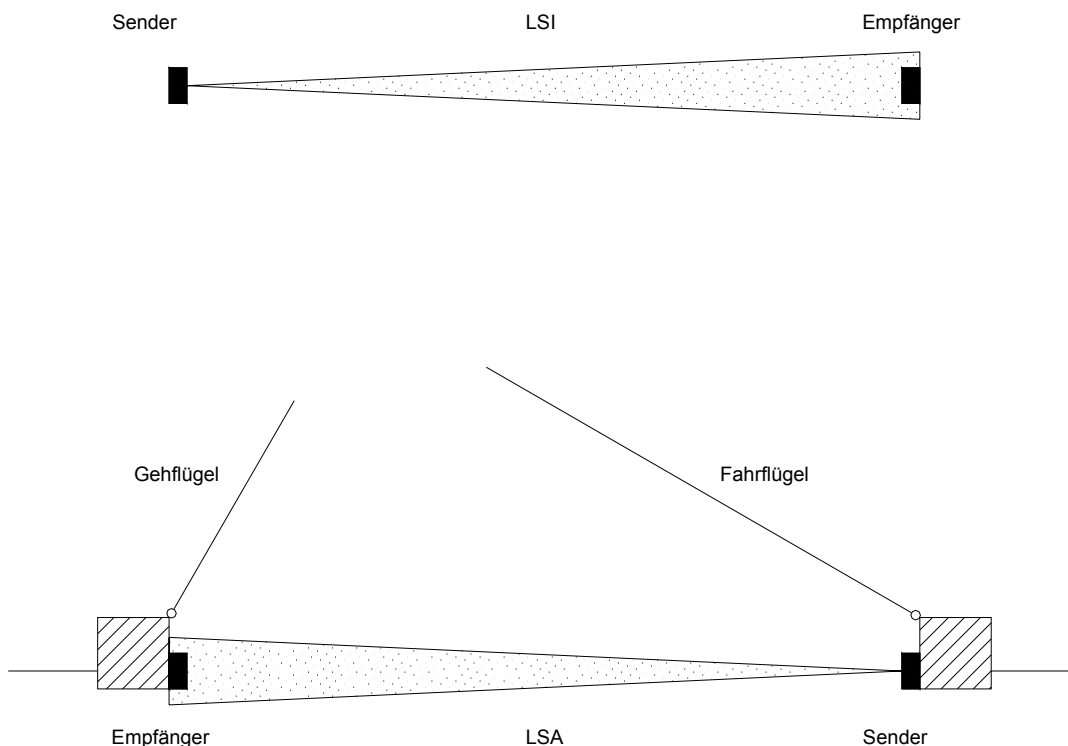 Sender
LSI
Empfänger
Gehflügel
Fahrflügel
Empfänger
LSA
Sender